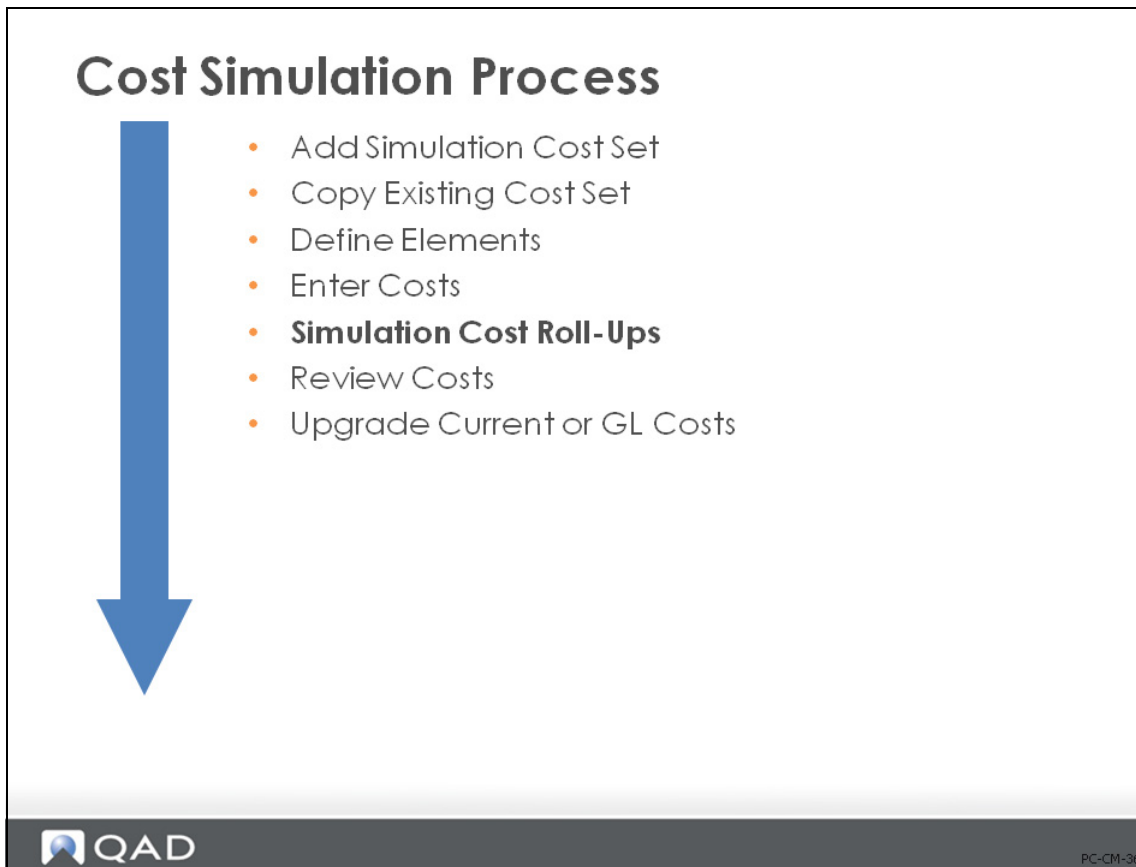 Cost Simulation Process
• Add Simulation Cost Set
• Copy Existing Cost Set
• Define Elements
• Enter Costs
• Simulation Cost Roll-Ups
• Review Costs
• Upgrade Current or GL Costs
QAD